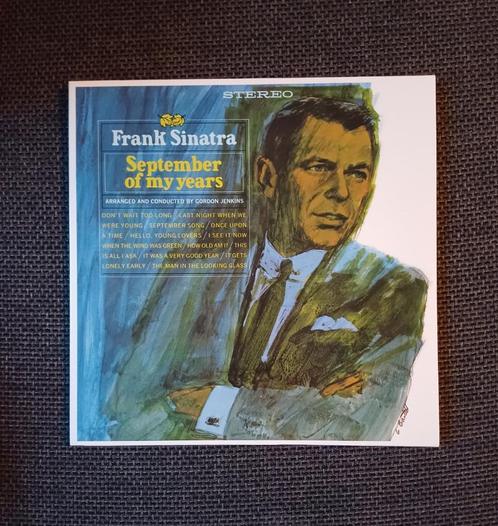 STEREO
Frank Sinatra
September
of my years
ARRANGED AND CONDUCTED BY GORDON JENKINS
DON'T WAIT TOO LONG / LAST NIGHT WHEN WE
WERE YOUNG / SEPTEMBER SONG / ONCE UPON
A TIME / HELLO, YOUNG LOVERS / I SEE IT NOW
WHEN THE WIND WAS GREEN / HOW OLD AM I? / THIS
IS ALL I ASK / IT WAS A VERY GOOD YEAR / IT GETS
LONELY EARLY / THE MAN IN THE LOOKING GLASS